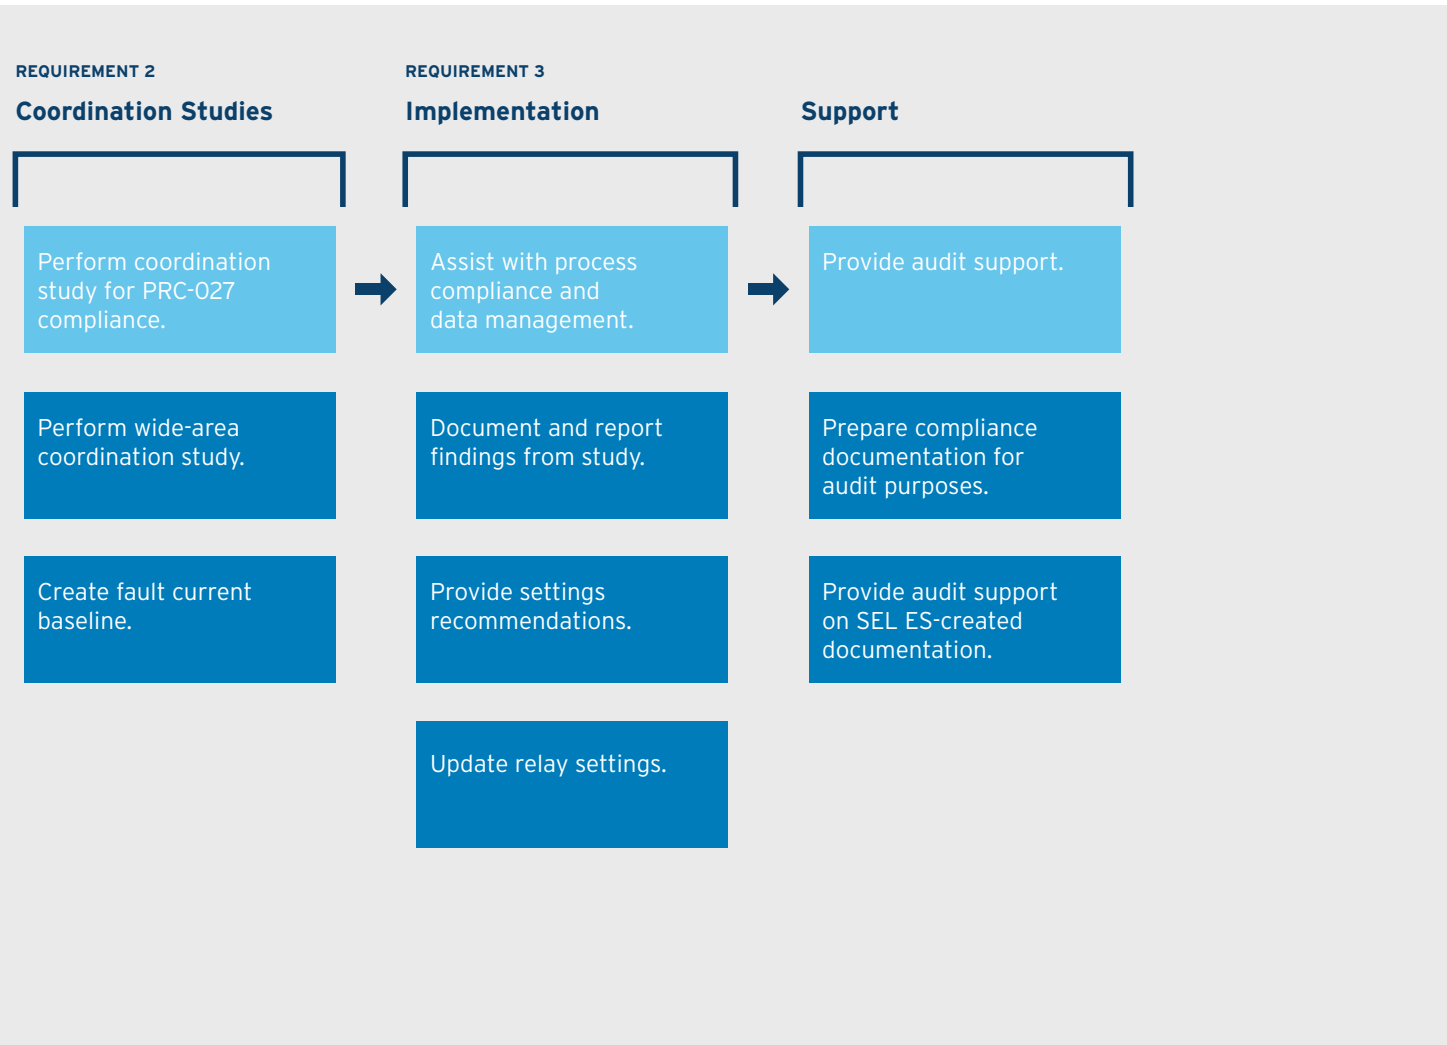 REQUIREMENT 2
Coordination Studies
Perform coordination
study for PRC-027
compliance.
Perform wide-area
coordination study.
Create fault current
baseline.
REQUIREMENT 3
Implementation
Assist with process
compliance and
data management.
Document and report
findings from study.
Provide settings
recommendations.
Update relay settings.
Support
Provide audit support.
Prepare compliance
documentation for
audit purposes.
Provide audit support
on SEL ES-created
documentation.